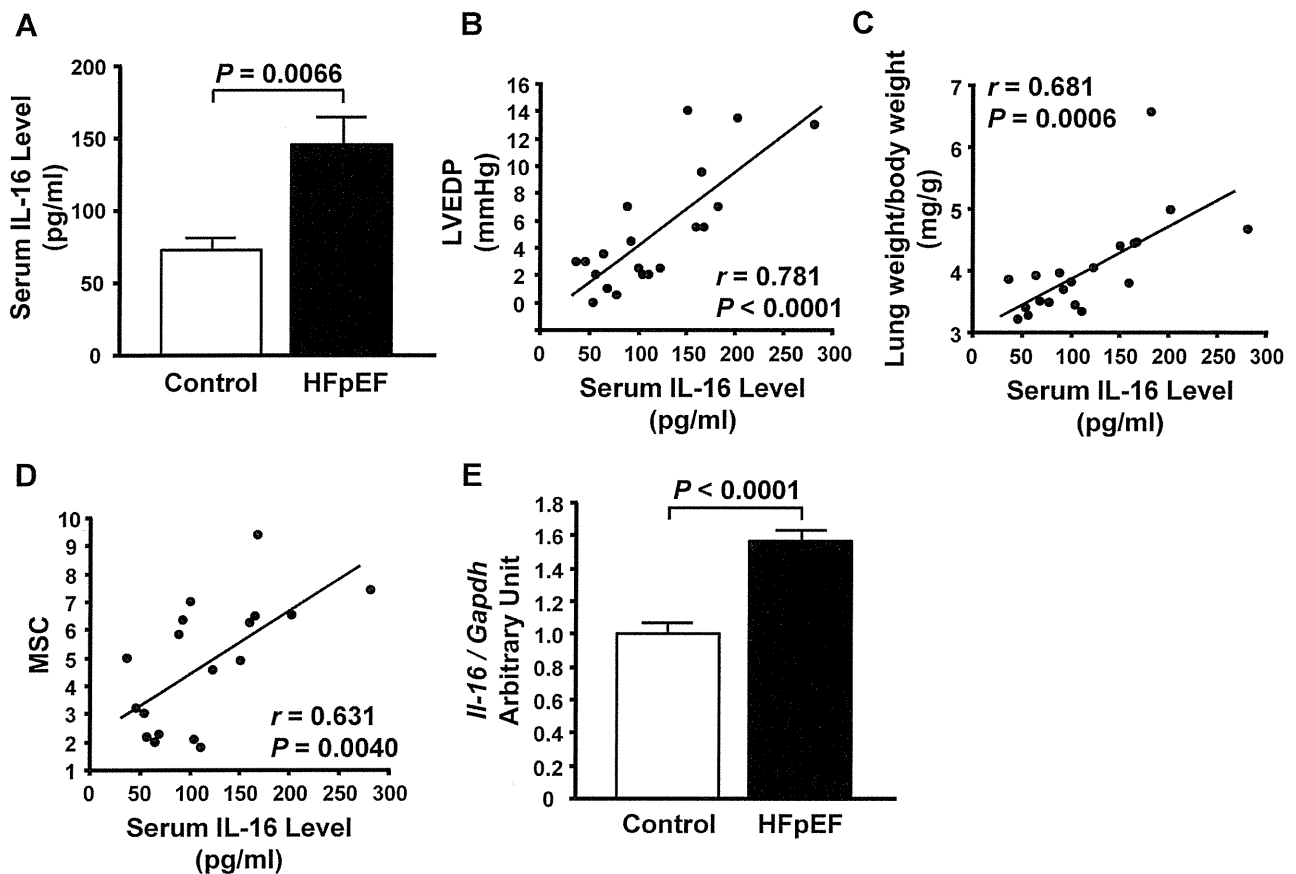 A
Serum IL-16 Level
(pg/ml)
200
150
100
50
0
P = 0.0066
Control HFpEF
B
LVEDP
(mmHg)
16
14
12
10
8
6
4
2
0
r = 0.781
P < 0.0001
0 50 100 150 200 250 300
Serum IL-16 Level
(pg/ml)
C
Lung weight/body weight
(mg/g)
7
6
5
4
3
r = 0.681
P = 0.0006
0 50 100 150 200 250 300
Serum IL-16 Level
(pg/ml)
D
MSC
10
9
8
7
6
5
4
3
2
1
r = 0.631
P = 0.0040
0 50 100 150 200 250 300
Serum IL-16 Level
(pg/ml)
E
Il-16 / Gapdh
Arbitrary Unit
1.8
1.6
1.4
1.2
1.0
0.8
0.6
0.4
0.2
0
P < 0.0001
Control HFpEF